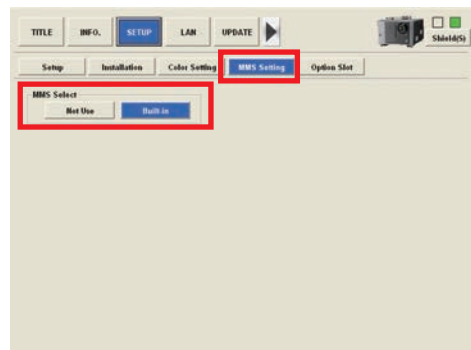 TITLE INFO. SETUP LAN UPDATE Shield(S)
Setup Installation Color Setting MMS Setting Option Slot
MMS Select
Not Use Built-in